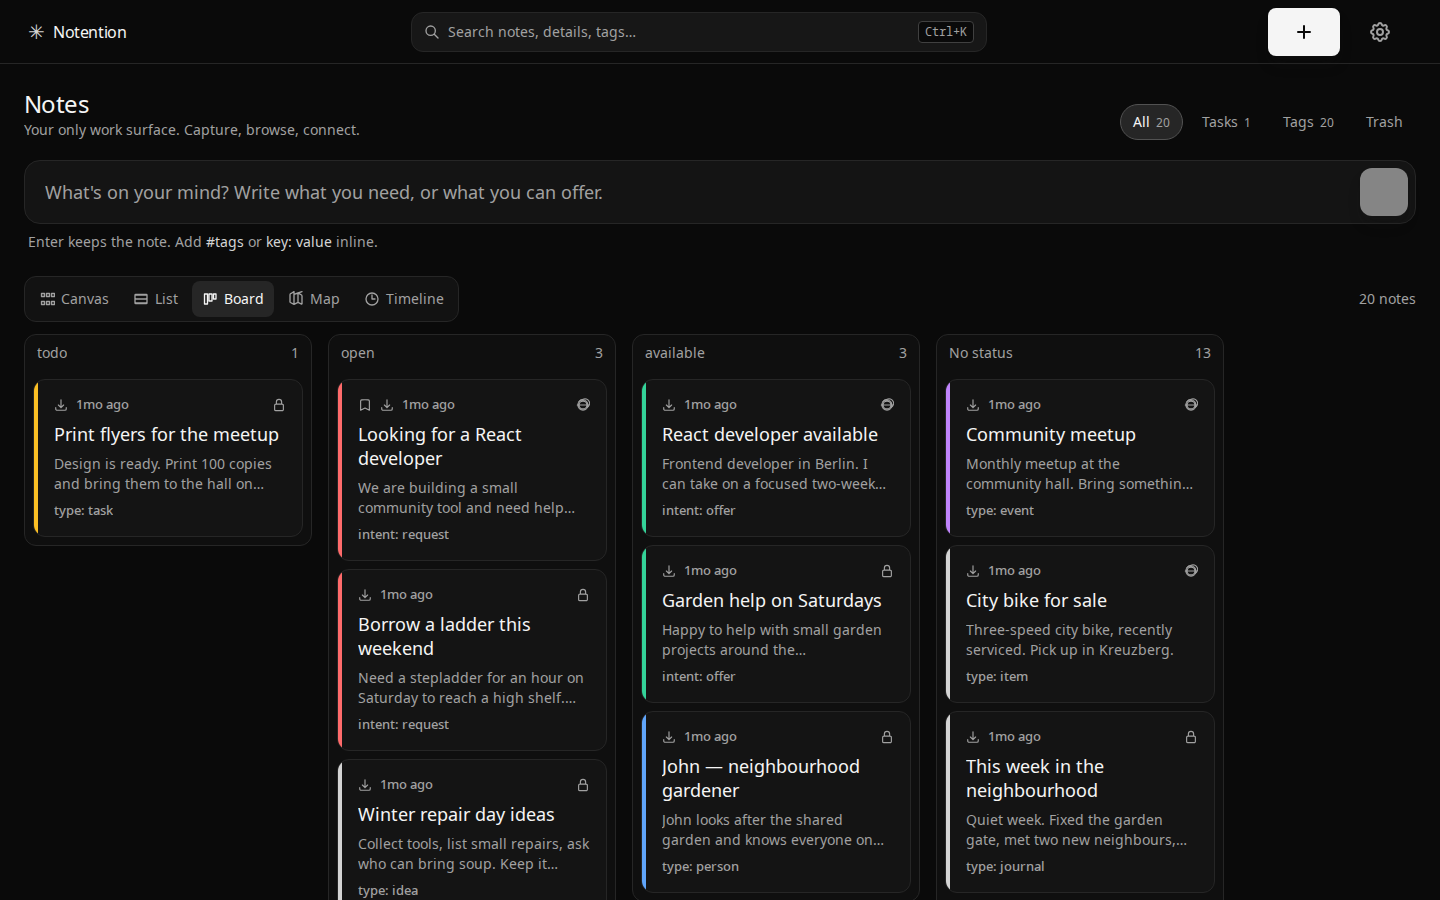 Notention
Search notes, details, tags...
Ctrl+K
Notes
Your only work surface. Capture, browse, connect.
All 20
Tasks 1
Tags 20
Trash
What's on your mind? Write what you need, or what you can offer.
Enter keeps the note. Add #tags or key: value inline.
Canvas
List
Board
Map
Timeline
20 notes
todo 1
1mo ago
Print flyers for the meetup
Design is ready. Print 100 copies
and bring them to the hall on...
type: task
open 3
1mo ago
Looking for a React
developer
We are building a small
community tool and need help...
intent: request
1mo ago
Borrow a ladder this
weekend
Need a stepladder for an hour on
Saturday to reach a high shelf....
intent: request
1mo ago
Winter repair day ideas
Collect tools, list small repairs, ask
who can bring soup. Keep it...
type: idea
available 3
1mo ago
React developer available
Frontend developer in Berlin. I
can take on a focused two-week...
intent: offer
1mo ago
Garden help on Saturdays
Happy to help with small garden
projects around the...
intent: offer
1mo ago
John — neighbourhood
gardener
John looks after the shared
garden and knows everyone on...
type: person
No status 13
1mo ago
Community meetup
Monthly meetup at the
community hall. Bring somethin...
type: event
1mo ago
City bike for sale
Three-speed city bike, recently
serviced. Pick up in Kreuzberg.
type: item
1mo ago
This week in the
neighbourhood
Quiet week. Fixed the garden
gate, met two new neighbours,...
type: journal